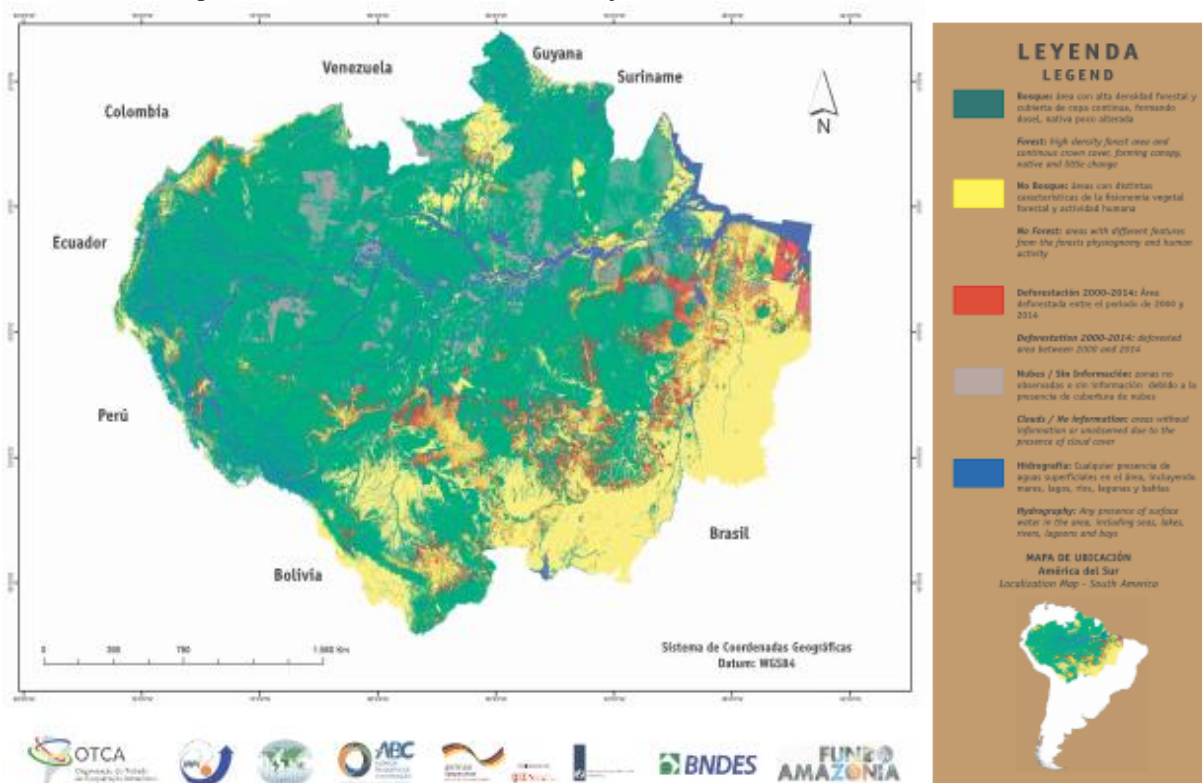 Guyana
Venezuela
Suriname
Colombia
N
Ecuador
Perú
Brasil
Bolivia
Sistema de Coordenadas Geográficas
Datum: WGS84
LEYENDA
LEGEND
Bosque: área con alta densidad forestal y
cubierta de copa continua, formando
dosel, nativa poco alterada
Forest: high density forest area and
continous crown cover, forming canopy,
native and little change
No Bosque: áreas con distintas
características de la fisionomía vegetal
forestal y actividad humana
No Forest: areas with different features
from the forests physiognomy and human
activity
Deforestación 2000-2014: Área
deforestada entre el periodo de 2000 y
2014
Deforestation 2000-2014: deforested
area between 2000 and 2014
Nubes / Sin Información: zonas no
observadas o sin información debido a la
presencia de cobertura de nubes
Clouds / No information: areas without
information or unobserved due to the
presence of cloud cover
Hidrografía: Cualquier presencia de
aguas superficiales en el área, incluyendo
mares, lagos, ríos, lagunas y bahías
Hydrography: Any presence of surface
water in the area, including seas, lakes,
rivers, lagoons and bays
MAPA DE UBICACIÓN
América del Sur
Localization Map - South America
OTCA
ABC
BNDES
FUNDO
AMAZONIA